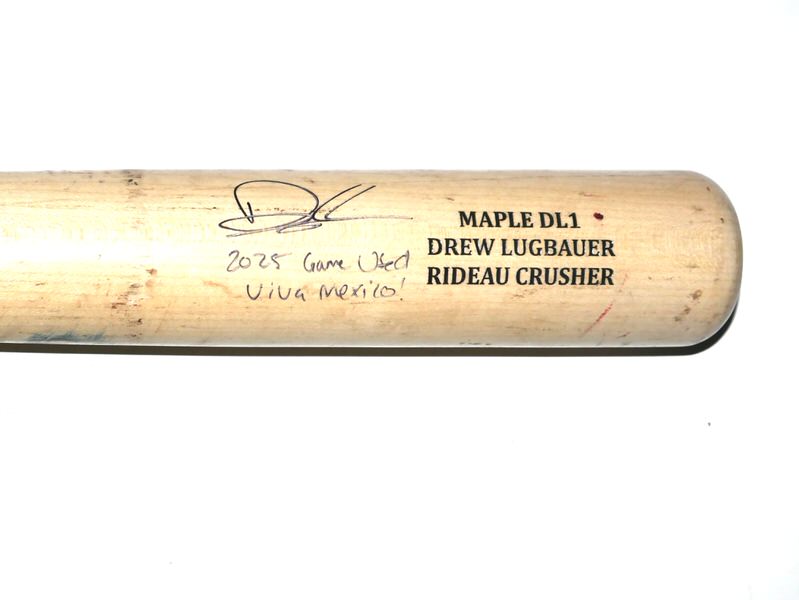 2025 Game Used
Viva Mexico!
MAPLE DL1
DREW LUGBAUER
RIDEAU CRUSHER